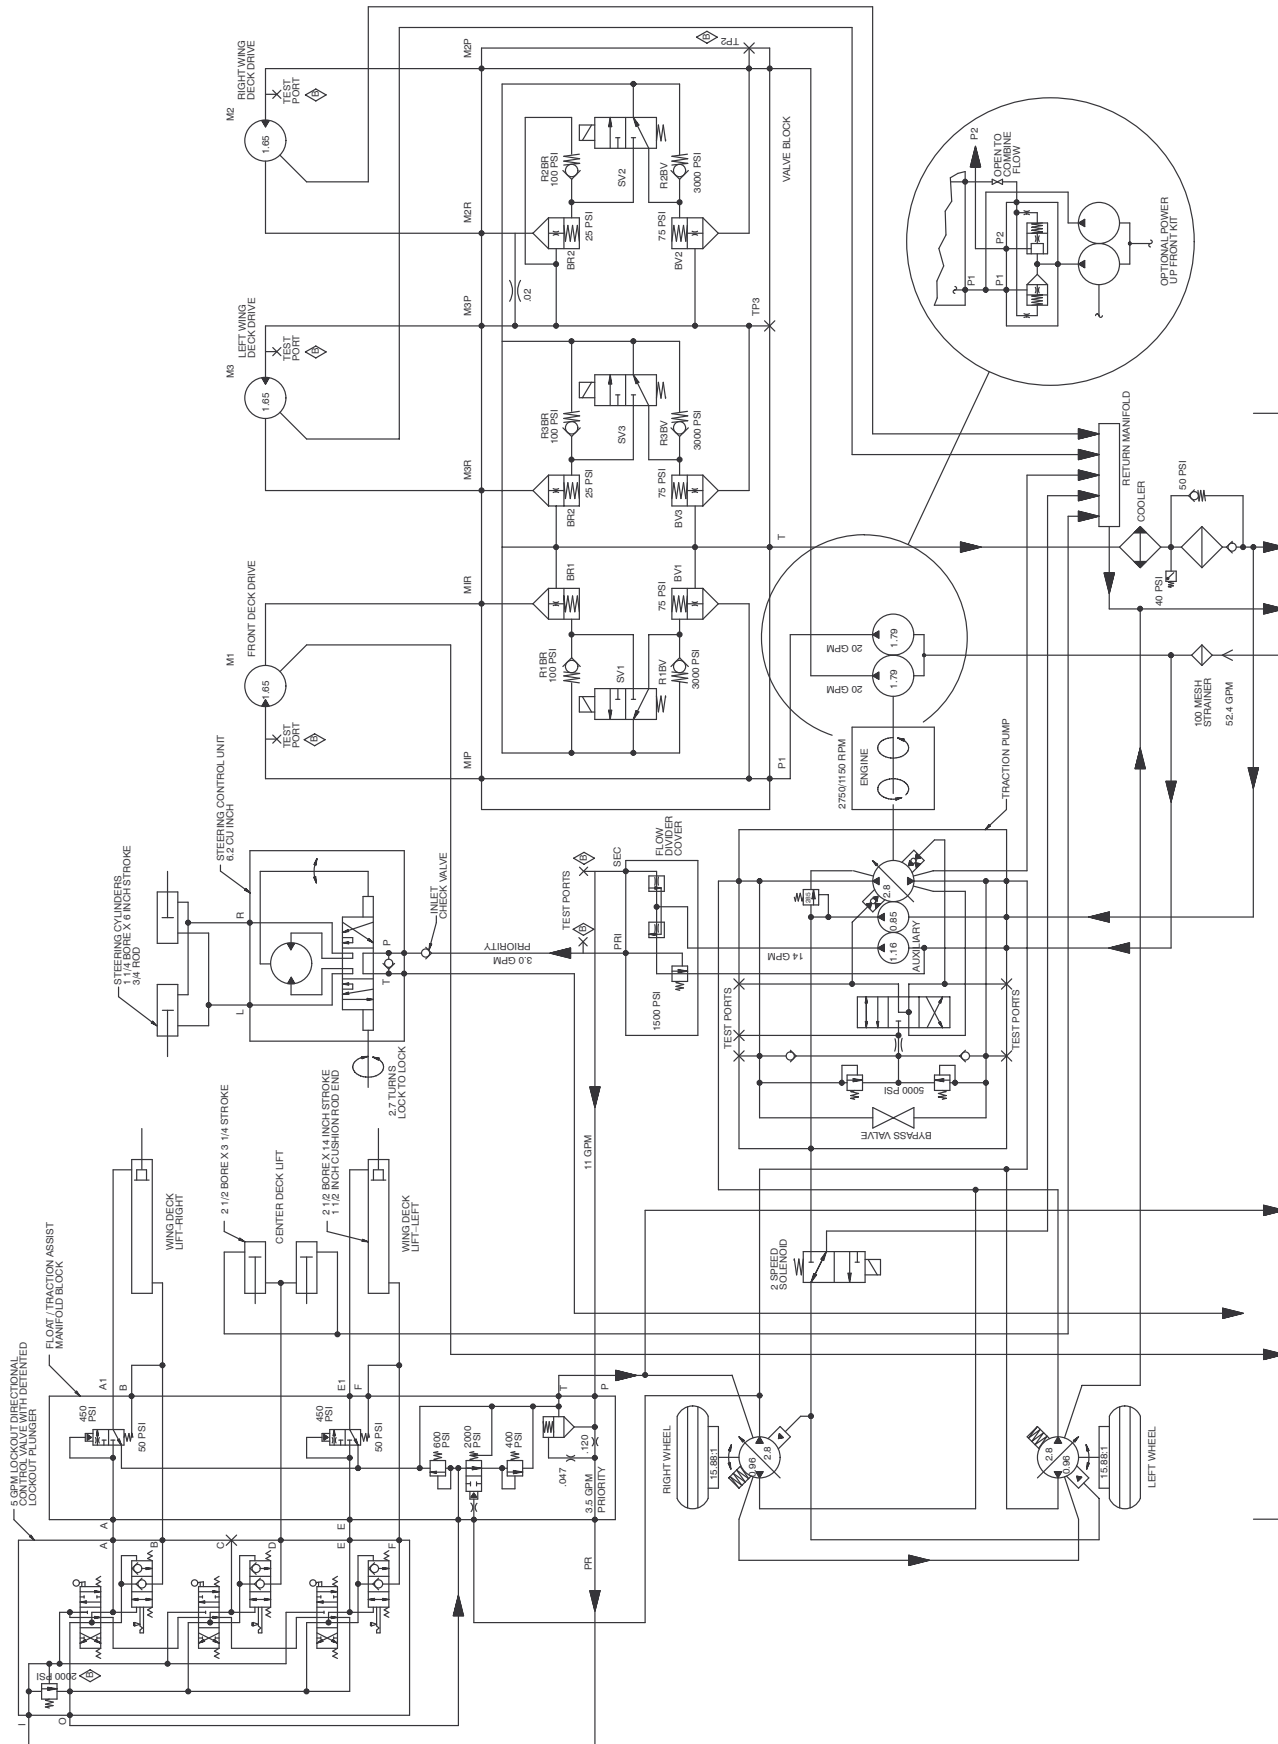 5 GPM LOCKOUT DIRECTIONAL
CONTROL VALVE WITH DETENTED
LOCKOUT PLUNGER
FLOAT / TRACTION ASSIST
MANIFOLD BLOCK
I
O
2000 PSI
B
A
B
C
D
E
F
A
E
A1
B
E1
F
450
PSI
50 PSI
450
PSI
50 PSI
600
PSI
2000
PSI
400
PSI
.047
.120
T
P
3.5 GPM
PRIORITY
PR
WING DECK
LIFT-RIGHT
2 1/2 BORE X 3 1/4 STROKE
CENTER DECK LIFT
2 1/2 BORE X 14 INCH STROKE
1 1/2 INCH CUSHION ROD END
WING DECK
LIFT-LEFT
STEERING CYLINDERS
1 1/4 BORE X 6 INCH STROKE
3/4 ROD
STEERING CONTROL UNIT
6.2 CU INCH
L
R
T
P
2.7 TURNS
LOCK TO LOCK
INLET
CHECK VALVE
3.0 GPM
PRIORITY
11 GPM
TEST PORTS
B
B
PRI
SEC
FLOW
DIVIDER
COVER
1500 PSI
M1
FRONT DECK DRIVE
1.65
TEST
PORT
B
M3
LEFT WING
DECK DRIVE
1.65
TEST
PORT
B
M2
RIGHT WING
DECK DRIVE
1.65
TEST
PORT
B
MIP
MIR
M3R
M3P
M2R
M2P
BR1
R1BR
100 PSI
SV1
R1BV
3000 PSI
BV1
75 PSI
BR2
25 PSI
R3BR
100 PSI
SV3
R3BV
3000 PSI
BV3
75 PSI
.02
BR2
25 PSI
R2BR
100 PSI
SV2
R2BV
3000 PSI
BV2
75 PSI
TP2
B
TP3
P1
T
VALVE BLOCK
20 GPM
20 GPM
1.79
1.79
2750/1150 RPM
ENGINE
TRACTION PUMP
2.8
0.85
1.16
AUXILIARY
14 GPM
TEST PORTS
TEST PORTS
5000 PSI
BYPASS VALVE
2 SPEED
SOLENOID
RIGHT WHEEL
15.88:1
0.96
2.8
LEFT WHEEL
15.88:1
0.96
2.8
P2
OPEN TO
COMBINE
FLOW
P1
P1
P2
OPTIONAL POWER
UP FRONT KIT
RETURN MANIFOLD
COOLER
50 PSI
40 PSI
100 MESH
STRAINER
52.4 GPM